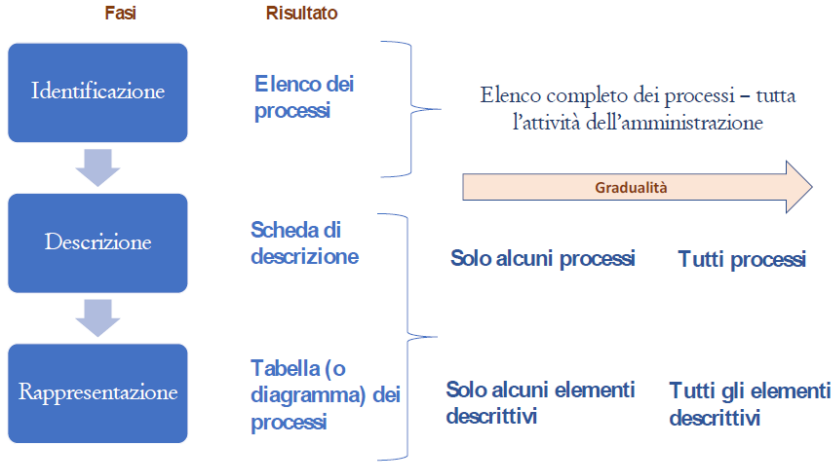 Fasi
Risultato
Identificazione
Elenco dei
processi
Elenco completo dei processi – tutta
l'attività dell'amministrazione
Gradualità
Descrizione
Scheda di
descrizione
Solo alcuni processi
Tutti processi
Rappresentazione
Tabella (o
diagramma) dei
processi
Solo alcuni elementi
descrittivi
Tutti gli elementi
descrittivi